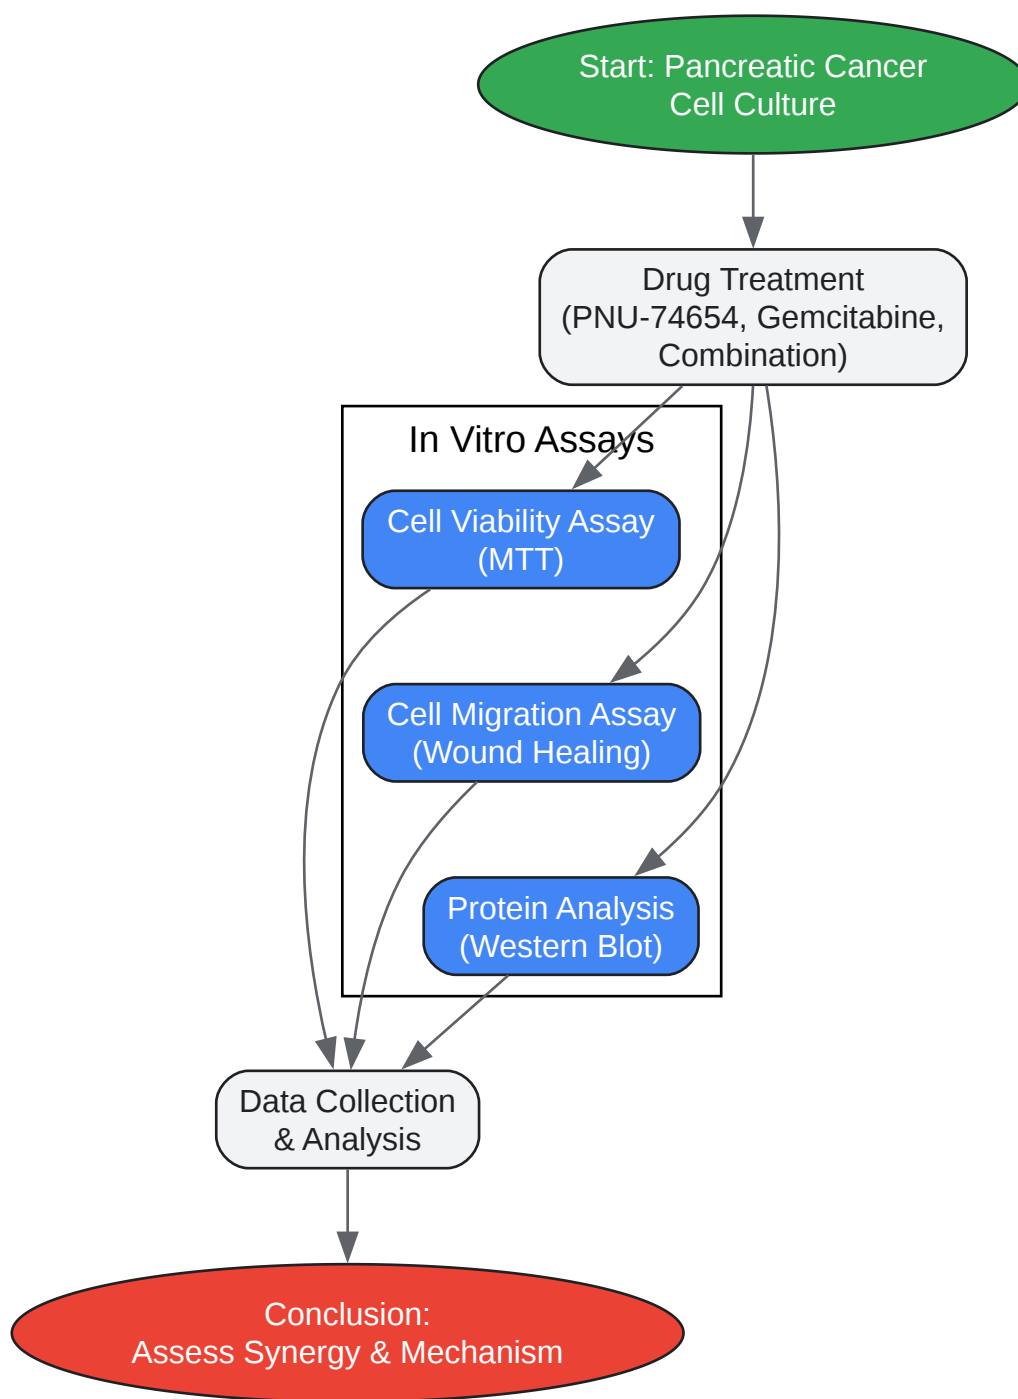 Start: Pancreatic Cancer
Cell Culture
Drug Treatment
(PNU-74654, Gemcitabine,
Combination)
In Vitro Assays
Cell Viability Assay
(MTT)
Cell Migration Assay
(Wound Healing)
Protein Analysis
(Western Blot)
Data Collection
& Analysis
Conclusion:
Assess Synergy & Mechanism